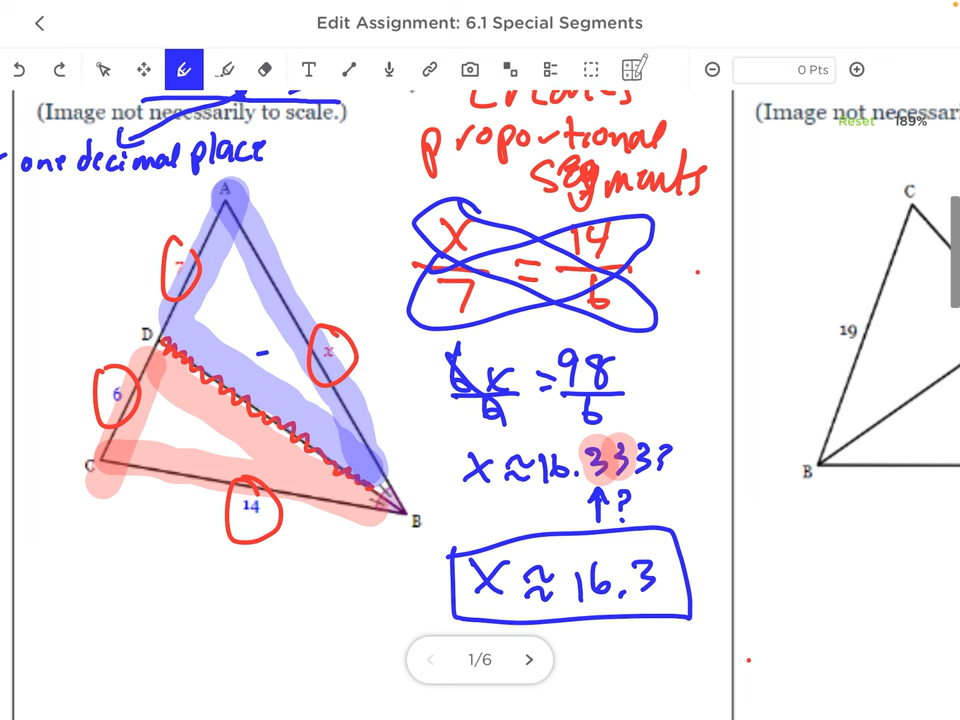 Edit Assignment: 6.1 Special Segments
0 Pts
(Image not necessarily to scale.)
one decimal place
proportional
segments
A
7
D
x
6
C
14
B
x/7 = 14/6
6x/6 = 98/6
x ≈ 16.333?
↑?
x ≈ 16.3
1/6
(Image not necessari
Reset
189%
C
19
B